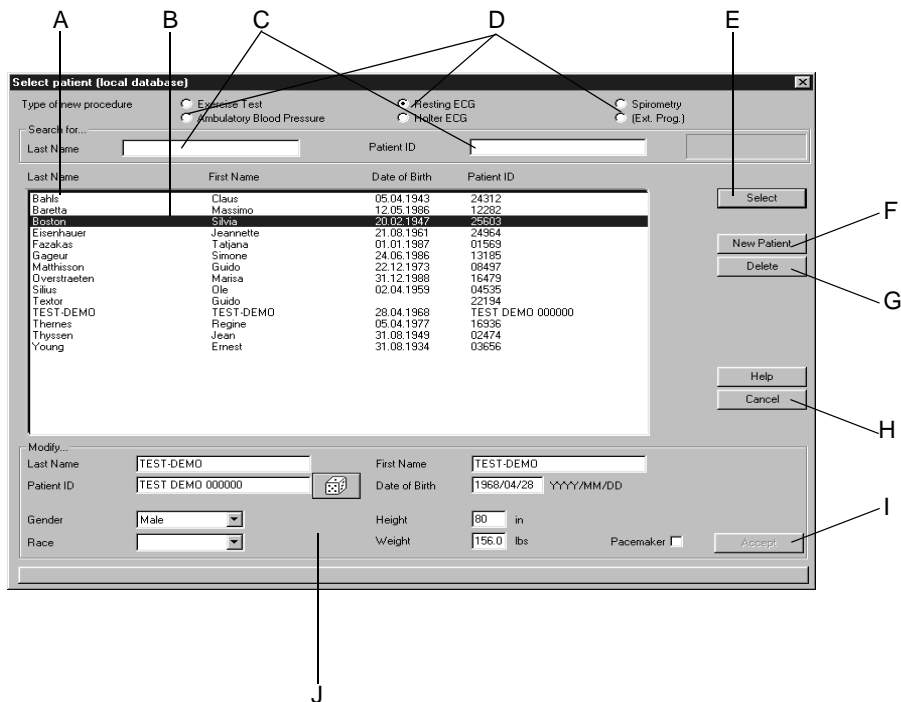 A B C D E
Select patient (local database)
Type of new procedure Exercise Test Resting ECG Spirometry
Ambulatory Blood Pressure Holter ECG (Ext. Prog.)
Search for...
Last Name Patient ID
Last Name First Name Date of Birth Patient ID
Bahls Claus 05.04.1943 24312
Baretta Massimo 12.05.1986 12282
Boston Silvia 20.02.1947 25603
Eisenhauer Jeannette 21.08.1961 24964
Fazakas Tatjana 01.01.1987 01569
Gageur Simone 24.06.1986 13185
Matthisson Guido 22.12.1973 08497
Overstraeten Marisa 31.12.1988 16479
Silius Ole 02.04.1959 04535
Textor Guido 22194
TEST-DEMO TEST-DEMO 28.04.1968 TEST DEMO 000000
Thernes Regine 05.04.1977 16936
Thyssen Jean 31.08.1949 02474
Young Ernest 31.08.1934 03656
Select
New Patient
Delete
Help
Cancel
F
G
H
I
Modify...
Last Name TEST-DEMO First Name TEST-DEMO
Patient ID TEST DEMO 000000 Date of Birth 1968/04/28 YYYY/MM/DD
Gender Male Height 80 in
Race Weight 156.0 lbs Pacemaker Accept
J